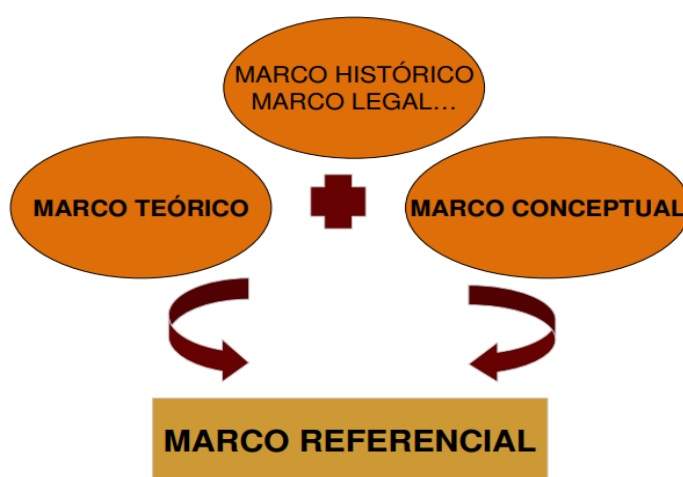 MARCO HISTÓRICO
MARCO LEGAL...
MARCO TEÓRICO
MARCO CONCEPTUAL
MARCO REFERENCIAL